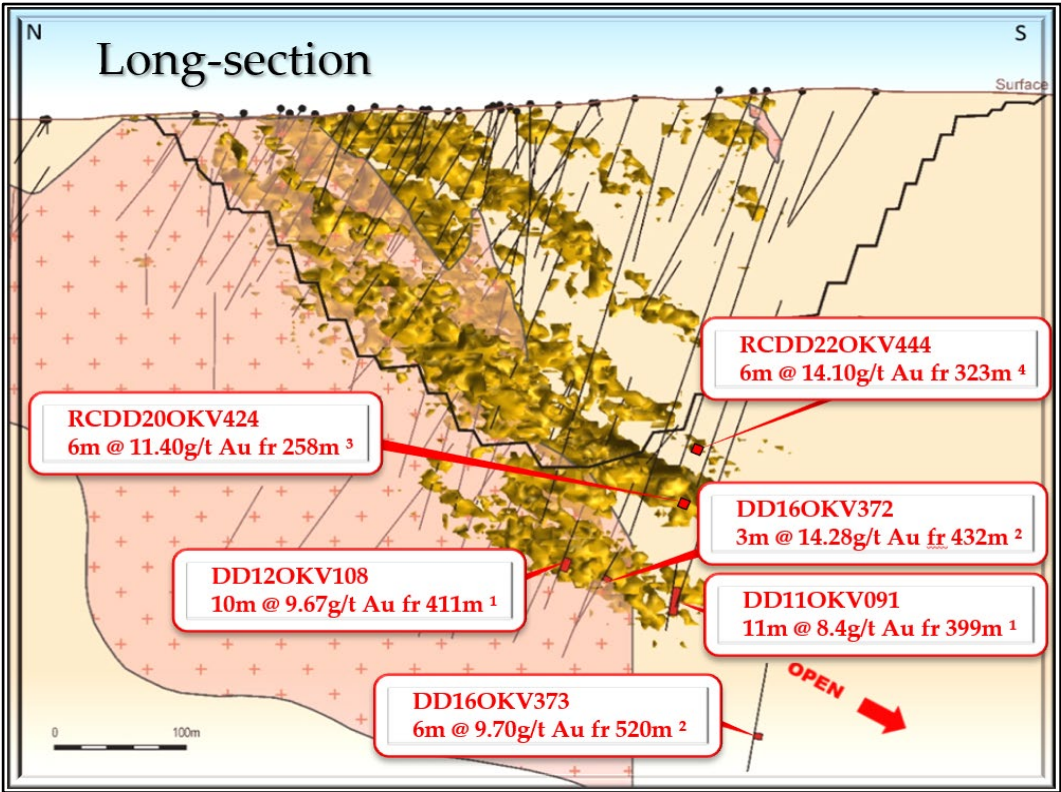 N
S
Long-section
Surface
RCDD22OKV444
6m @ 14.10g/t Au fr 323m ⁴
RCDD20OKV424
6m @ 11.40g/t Au fr 258m ³
DD16OKV372
3m @ 14.28g/t Au fr 432m ²
DD12OKV108
10m @ 9.67g/t Au fr 411m ¹
DD11OKV091
11m @ 8.4g/t Au fr 399m ¹
OPEN
DD16OKV373
6m @ 9.70g/t Au fr 520m ²
0 100m